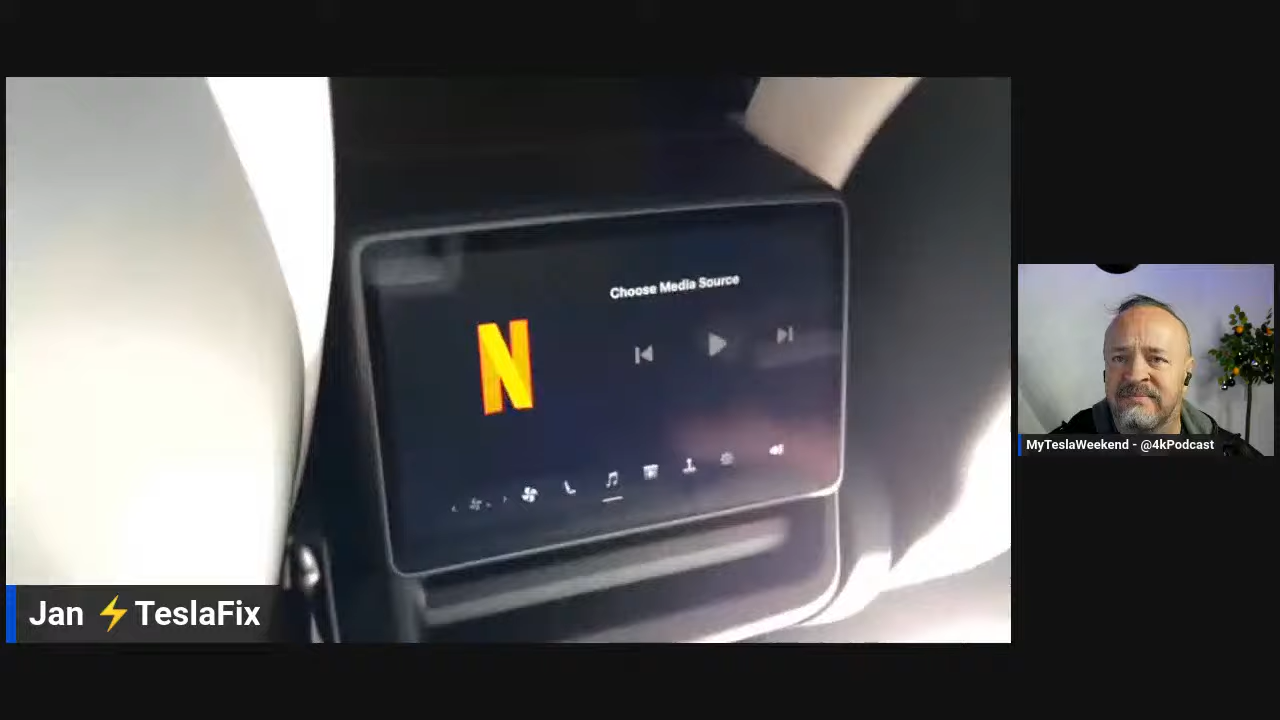 Choose Media Source
N
Jan ⚡ TeslaFix
MyTeslaWeekend - @4kPodcast